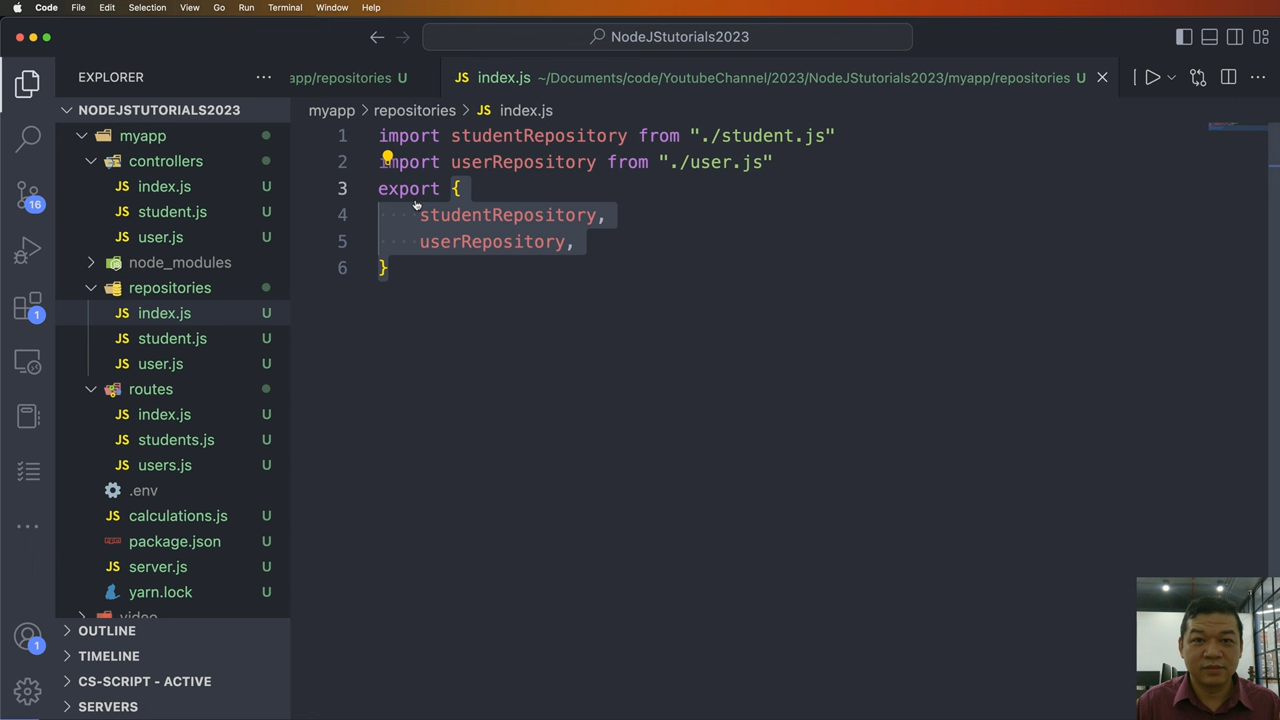 Code File Edit Selection View Go Run Terminal Window Help
NodeJStutorials2023
EXPLORER
app/repositories U
JS index.js ~/Documents/code/YoutubeChannel/2023/NodeJStutorials2023/myapp/repositories U
NODEJSTUTORIALS2023
myapp > repositories > JS index.js
myapp
controllers
JS index.js U
JS student.js U
JS user.js U
node_modules
repositories
JS index.js U
JS student.js U
JS user.js U
routes
JS index.js U
JS students.js U
JS users.js U
.env U
JS calculations.js U
package.json U
JS server.js U
yarn.lock U
video
OUTLINE
TIMELINE
CS-SCRIPT - ACTIVE
SERVERS
16
1
1
1 import studentRepository from "./student.js"
2 import userRepository from "./user.js"
3 export {
4 studentRepository,
5 userRepository,
6 }